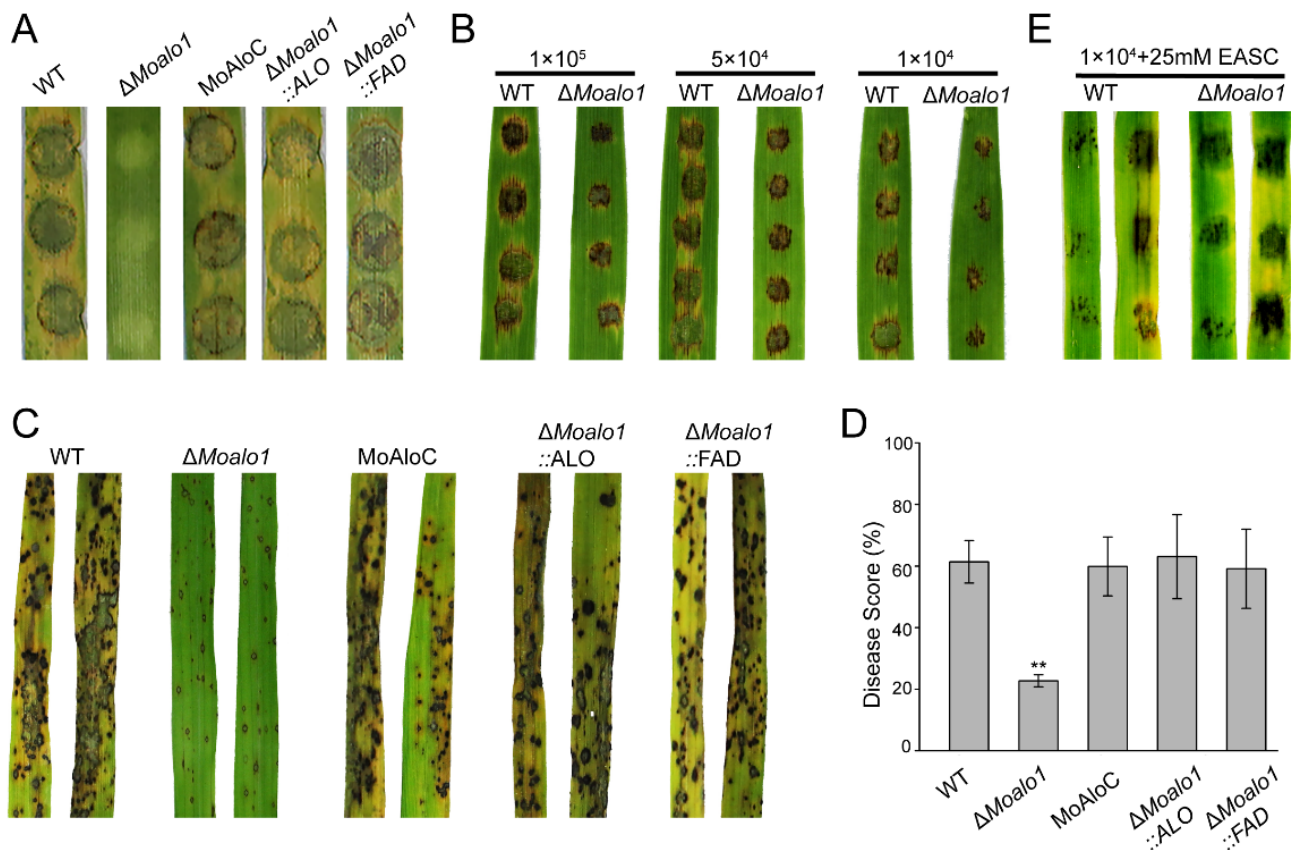 A
WT
ΔMoalo1
MoAloC
ΔMoalo1
::ALO
ΔMoalo1
::FAD
B
1×10⁵
5×10⁴
1×10⁴
WT
ΔMoalo1
WT
ΔMoalo1
WT
ΔMoalo1
E
1×10⁴+25mM EASC
WT
ΔMoalo1
C
WT
ΔMoalo1
MoAloC
ΔMoalo1
::ALO
ΔMoalo1
::FAD
D
Disease Score (%)
100
80
60
40
20
0
**
WT
ΔMoalo1
MoAloC
ΔMoalo1
::ALO
ΔMoalo1
::FAD